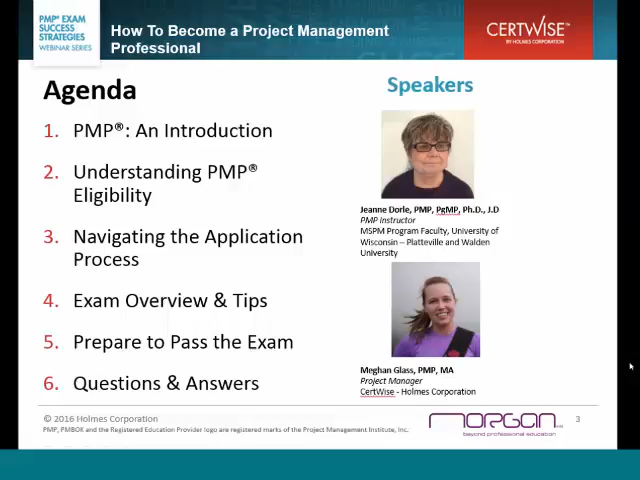 PMP® EXAM
SUCCESS
STRATEGIES
WEBINAR SERIES
How To Become a Project Management
Professional
CERTWISE™
BY HOLMES CORPORATION
Agenda
1. PMP®: An Introduction
2. Understanding PMP®
Eligibility
3. Navigating the Application
Process
4. Exam Overview & Tips
5. Prepare to Pass the Exam
6. Questions & Answers
Speakers
Jeanne Dorle, PMP, PgMP, Ph.D., J.D
PMP Instructor
MSPM Program Faculty, University of
Wisconsin – Platteville and Walden
University
Meghan Glass, PMP, MA
Project Manager
CertWise - Holmes Corporation
© 2016 Holmes Corporation
PMP, PMBOK and the Registered Education Provider logo are registered marks of the Project Management Institute, Inc.
morgan
beyond professional education
3